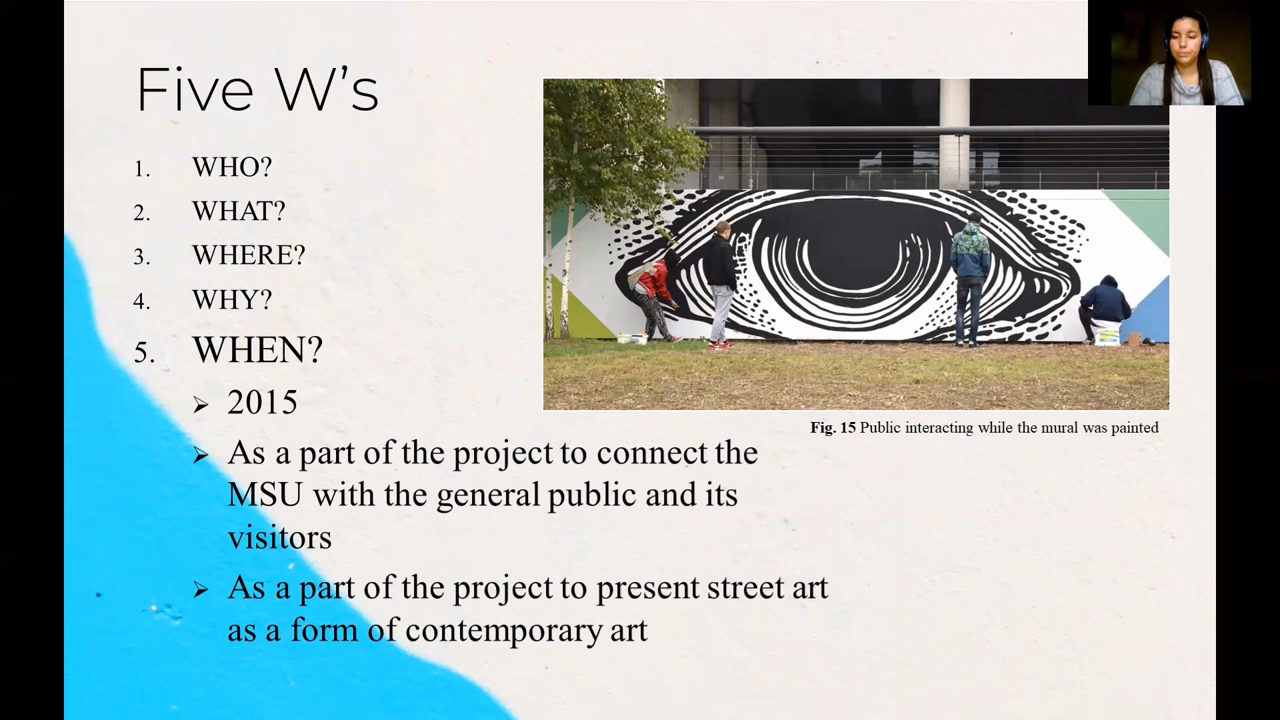 Five W’s
1. WHO?
2. WHAT?
3. WHERE?
4. WHY?
5. WHEN?
➢ 2015
➢ As a part of the project to connect the
MSU with the general public and its
visitors
➢ As a part of the project to present street art
as a form of contemporary art
Fig. 15 Public interacting while the mural was painted